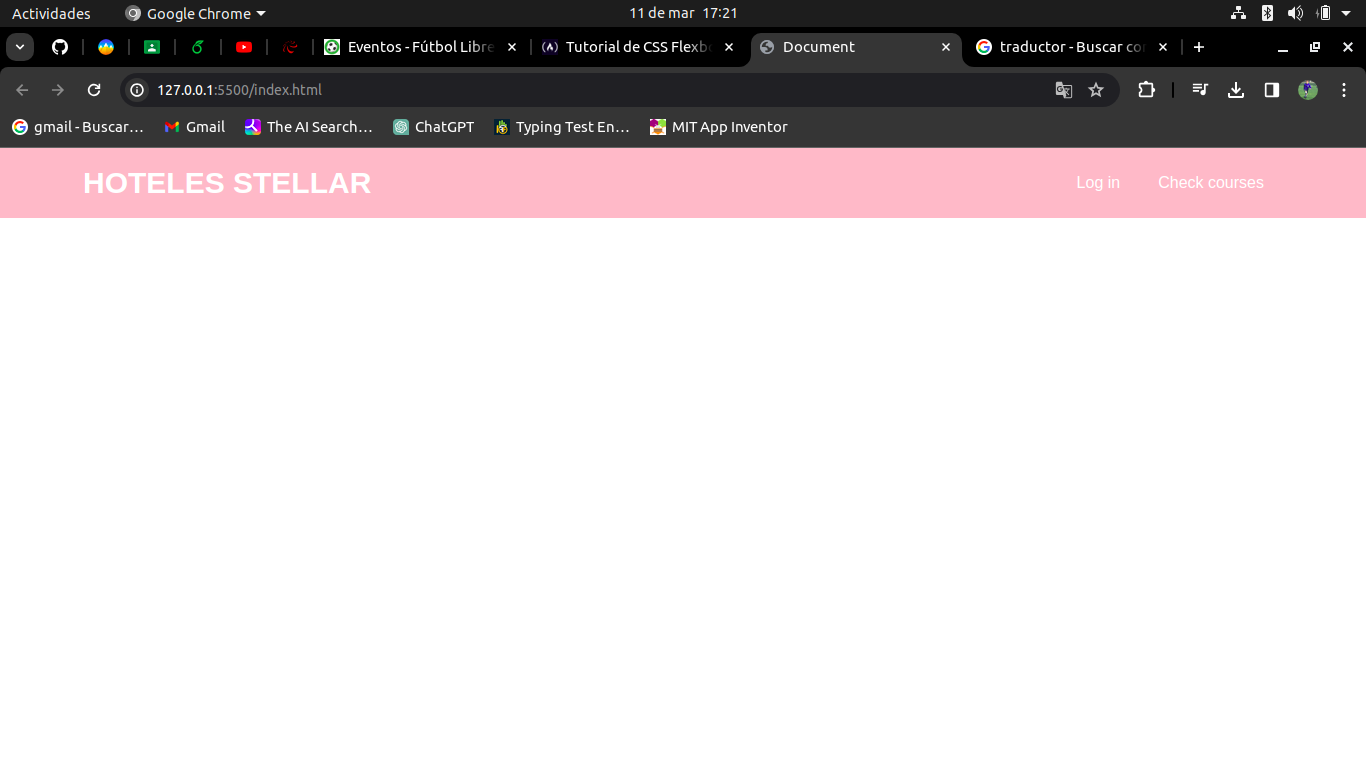 Actividades Google Chrome 11 de mar 17:21
Eventos - Fútbol Libre Tutorial de CSS Flexb Document traductor - Buscar co
127.0.0.1:5500/index.html
gmail - Buscar… Gmail The AI Search… ChatGPT Typing Test En… MIT App Inventor
HOTELES STELLAR Log in Check courses